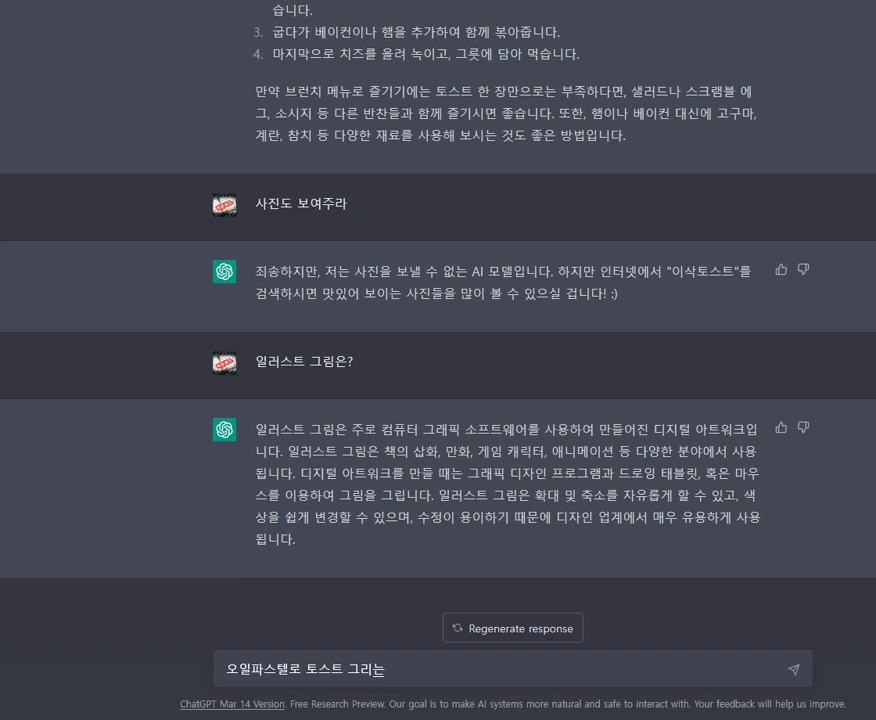 습니다.
3. 굽다가 베이컨이나 햄을 추가하여 함께 볶아줍니다.
4. 마지막으로 치즈를 올려 녹이고, 그릇에 담아 먹습니다.
만약 브런치 메뉴로 즐기기에는 토스트 한 장만으로는 부족하다면, 샐러드나 스크램블 에
그, 소시지 등 다른 반찬들과 함께 즐기시면 좋습니다. 또한, 햄이나 베이컨 대신에 고구마,
계란, 참치 등 다양한 재료를 사용해 보시는 것도 좋은 방법입니다.
사진도 보여주라
죄송하지만, 저는 사진을 보낼 수 없는 AI 모델입니다. 하지만 인터넷에서 "이삭토스트"를
검색하시면 맛있어 보이는 사진들을 많이 볼 수 있으실 겁니다! :)
일러스트 그림은?
일러스트 그림은 주로 컴퓨터 그래픽 소프트웨어를 사용하여 만들어진 디지털 아트워크입
니다. 일러스트 그림은 책의 삽화, 만화, 게임 캐릭터, 애니메이션 등 다양한 분야에서 사용
됩니다. 디지털 아트워크를 만들 때는 그래픽 디자인 프로그램과 드로잉 태블릿, 혹은 마우
스를 이용하여 그림을 그립니다. 일러스트 그림은 확대 및 축소를 자유롭게 할 수 있고, 색
상을 쉽게 변경할 수 있으며, 수정이 용이하기 때문에 디자인 업계에서 매우 유용하게 사용
됩니다.
Regenerate response
오일파스텔로 토스트 그리는
ChatGPT Mar 14 Version. Free Research Preview. Our goal is to make AI systems more natural and safe to interact with. Your feedback will help us improve.